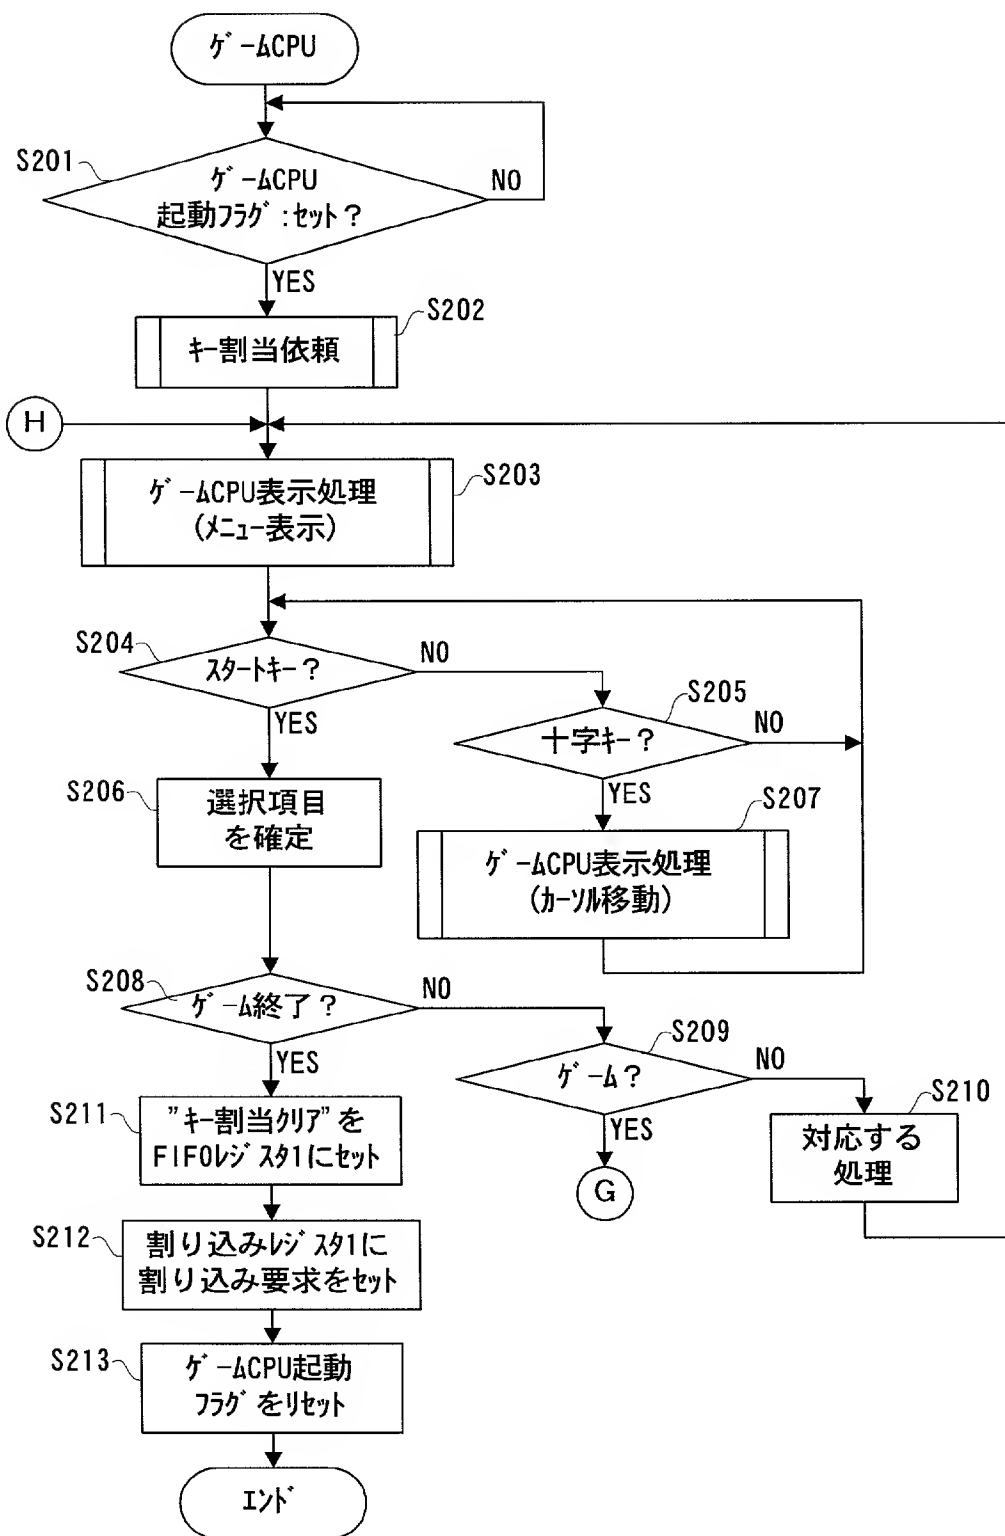 ｹﾞｰﾑCPU
S201
ｹﾞｰﾑCPU
起動ﾌﾗｸﾞ:ｾｯﾄ?
NO
YES
S202
ｷｰ割当依頼
H
S203
ｹﾞｰﾑCPU表示処理
(ﾒﾆｭｰ表示)
S204
ｽﾀｰﾄｷｰ?
NO
YES
S205
十字ｷｰ?
NO
YES
S206
選択項目
を確定
S207
ｹﾞｰﾑCPU表示処理
(ｶｰｿﾙ移動)
S208
ｹﾞｰﾑ終了?
NO
YES
S209
ｹﾞｰﾑ?
NO
YES
G
S210
対応する
処理
S211
"ｷｰ割当ｸﾘｱ"を
FIFOﾚｼﾞｽﾀ1にｾｯﾄ
S212
割り込みﾚｼﾞｽﾀ1に
割り込み要求をｾｯﾄ
S213
ｹﾞｰﾑCPU起動
ﾌﾗｸﾞをﾘｾｯﾄ
ｴﾝﾄﾞ